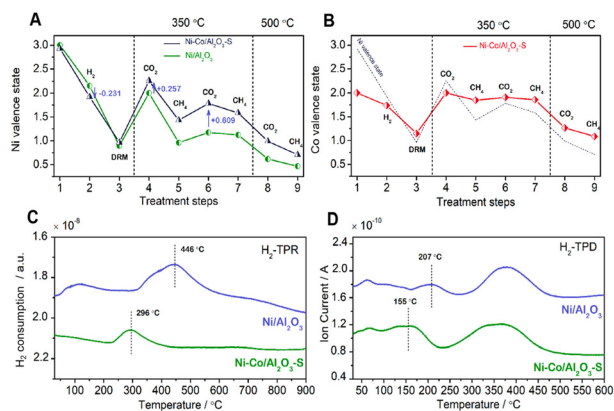 350 °C
500 °C
A
Ni-Co/Al₂O₃-S
Ni/Al₂O₃
H₂
-0.231
DRM
CO₂
+0.257
CH₄
CO₂
+0.609
CH₄
CO₂
CH₄
Ni valence state
3.0
2.5
2.0
1.5
1.0
0.5
1 2 3 4 5 6 7 8 9
Treatment steps
350 °C
500 °C
B
Ni-Co/Al₂O₃-S
Ni valence state
H₂
DRM
CO₂
CH₄
CO₂
CH₄
CO₂
CH₄
Co valence state
3.0
2.5
2.0
1.5
1.0
0.5
1 2 3 4 5 6 7 8 9
Treatment steps
C
× 10⁻⁸
H₂-TPR
446 °C
296 °C
Ni/Al₂O₃
Ni-Co/Al₂O₃-S
H₂ consumption / a.u.
1.6
1.8
2.0
2.2
100 200 300 400 500 600 700 800 900
Temperature / °C
D
× 10⁻¹⁰
H₂-TPD
207 °C
155 °C
Ni/Al₂O₃
Ni-Co/Al₂O₃-S
Ion Current / A
2.4
2.0
1.6
1.2
0.8
50 100 150 200 250 300 350 400 450 500 550 600
Temperature / °C